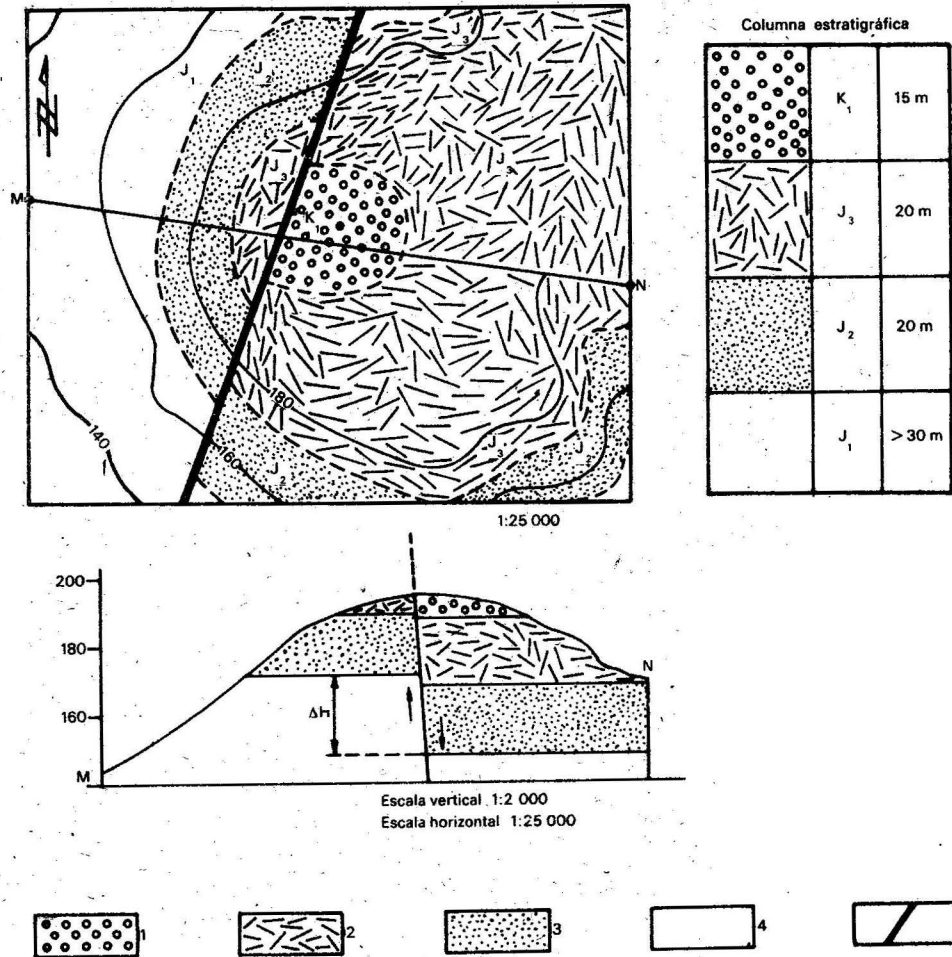 Columna estratigráfica
K1 15 m
J3 20 m
J2 20 m
J1 > 30 m
J1
J2
J3
J3
K1
J3
M
N
180
140
160
J2
J3
J2
1:25 000
200
180
160
M
N
Δh
Escala vertical 1:2 000
Escala horizontal 1:25 000
1
2
3
4